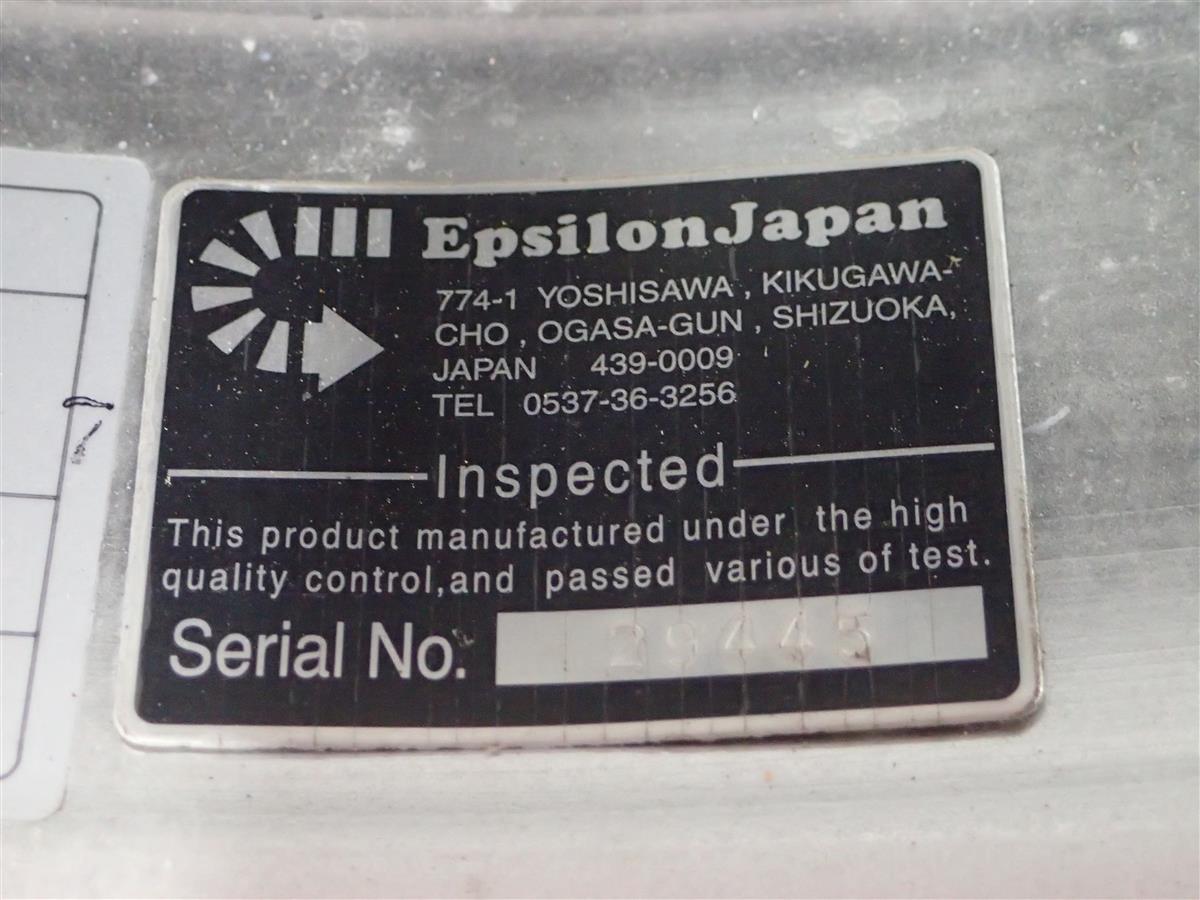 EpsilonJapan
774-1 YOSHISAWA , KIKUGAWA-
CHO , OGASA-GUN , SHIZUOKA,
JAPAN 439-0009
TEL 0537-36-3256
Inspected
This product manufactured under the high
quality control,and passed various of test.
Serial No. 29445